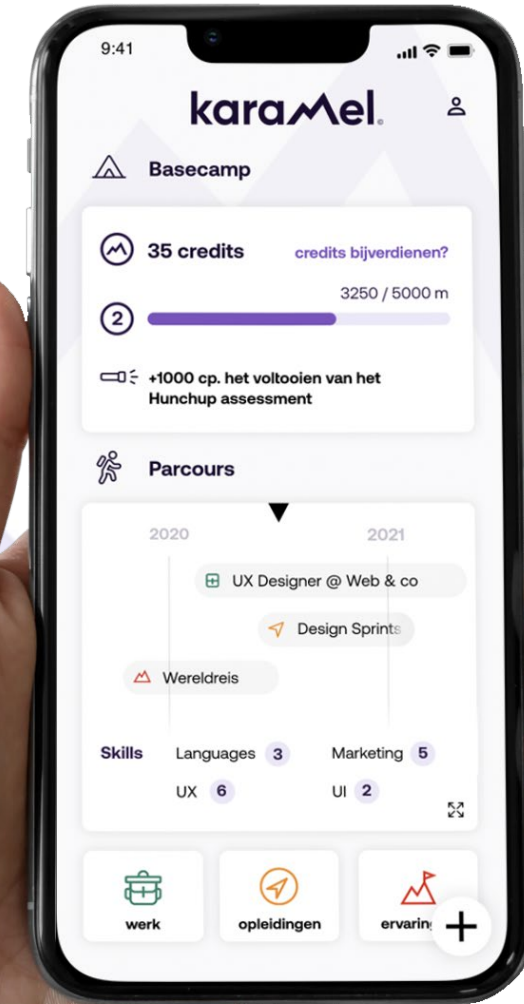 9:41
karamel
Basecamp
35 credits credits bijverdienen?
3250 / 5000 m
2
+1000 cp. het voltooien van het
Hunchup assessment
Parcours
2020 2021
UX Designer @ Web & co
Design Sprints
Wereldreis
Skills Languages 3 Marketing 5
UX 6 UI 2
werk opleidingen ervarin